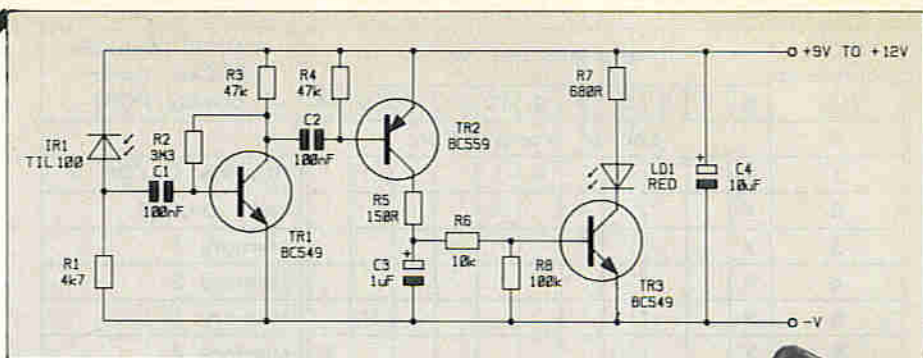 +9V TO +12V
R3
47k
R4
47k
R7
680R
IR1
TIL100
R2
3M3
C1
100nF
C2
100nF
TR2
BC559
LD1
RED
C4
+
10uF
R5
150R
R6
10k
TR1
BC549
R1
4k7
C3
+
1uF
R8
100k
TR3
BC549
-V